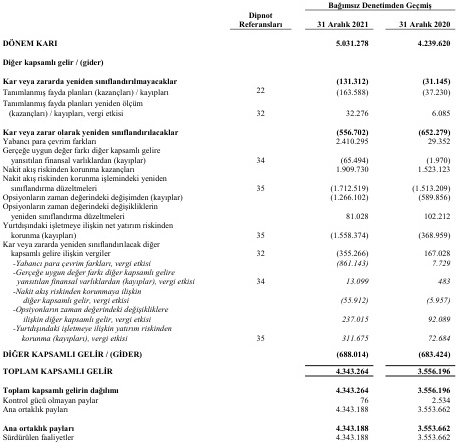 Bağımsız Denetimden Geçmiş
Dipnot
Referansları 31 Aralık 2021 31 Aralık 2020
DÖNEM KARI 5.031.278 4.239.620
Diğer kapsamlı gelir / (gider)
Kar veya zararda yeniden sınıflandırılmayacaklar (131.312) (31.145)
Tanımlanmış fayda planları (kazançları) / kayıpları 22 (163.588) (37.230)
Tanımlanmış fayda planları yeniden ölçüm
(kazançları) / kayıpları, vergi etkisi 32 32.276 6.085
Kar veya zarar olarak yeniden sınıflandırılacaklar (556.702) (652.279)
Yabancı para çevrim farkları 2.410.295 29.352
Gerçeğe uygun değer farkı diğer kapsamlı gelire
yansıtılan finansal varlıklardan (kayıplar) 34 (65.494) (1.970)
Nakit akış riskinden korunma kazançları 1.909.730 1.523.123
Nakit akış riskinden korunma işlemindeki yeniden
sınıflandırma düzeltmeleri 35 (1.712.519) (1.513.209)
Opsiyonların zaman değerindeki değişimden (kayıplar) (1.266.102) (589.856)
Opsiyonların zaman değerindeki değişikliklerin
yeniden sınıflandırma düzeltmeleri 81.028 102.212
Yurtdışındaki işletmeye ilişkin net yatırım riskinden
korunma (kayıpları) 35 (1.558.374) (368.959)
Kar veya zararda yeniden sınıflandırılacak diğer
kapsamlı gelire ilişkin vergiler 32 (355.266) 167.028
-Yabancı para çevrim farkları, vergi etkisi (861.143) 7.729
-Gerçeğe uygun değer farkı diğer kapsamlı gelire
yansıtılan finansal varlıklardan (kayıplar), vergi etkisi 34 13.099 483
-Nakit akış riskinden korunmaya ilişkin
diğer kapsamlı gelir, vergi etkisi (55.912) (5.957)
-Opsiyonların zaman değerindeki değişikliklere
ilişkin diğer kapsamlı gelir, vergi etkisi 237.015 92.089
-Yurtdışındaki işletmeye ilişkin yatırım riskinden
korunma (kayıpları), vergi etkisi 35 311.675 72.684
DİĞER KAPSAMLI GELİR / (GİDER) (688.014) (683.424)
TOPLAM KAPSAMLI GELİR 4.343.264 3.556.196
Toplam kapsamlı gelirin dağılımı 4.343.264 3.556.196
Kontrol gücü olmayan paylar 76 2.534
Ana ortaklık payları 4.343.188 3.553.662
Ana ortaklık payları 4.343.188 3.553.662
Sürdürülen faaliyetler 4.343.188 3.553.662